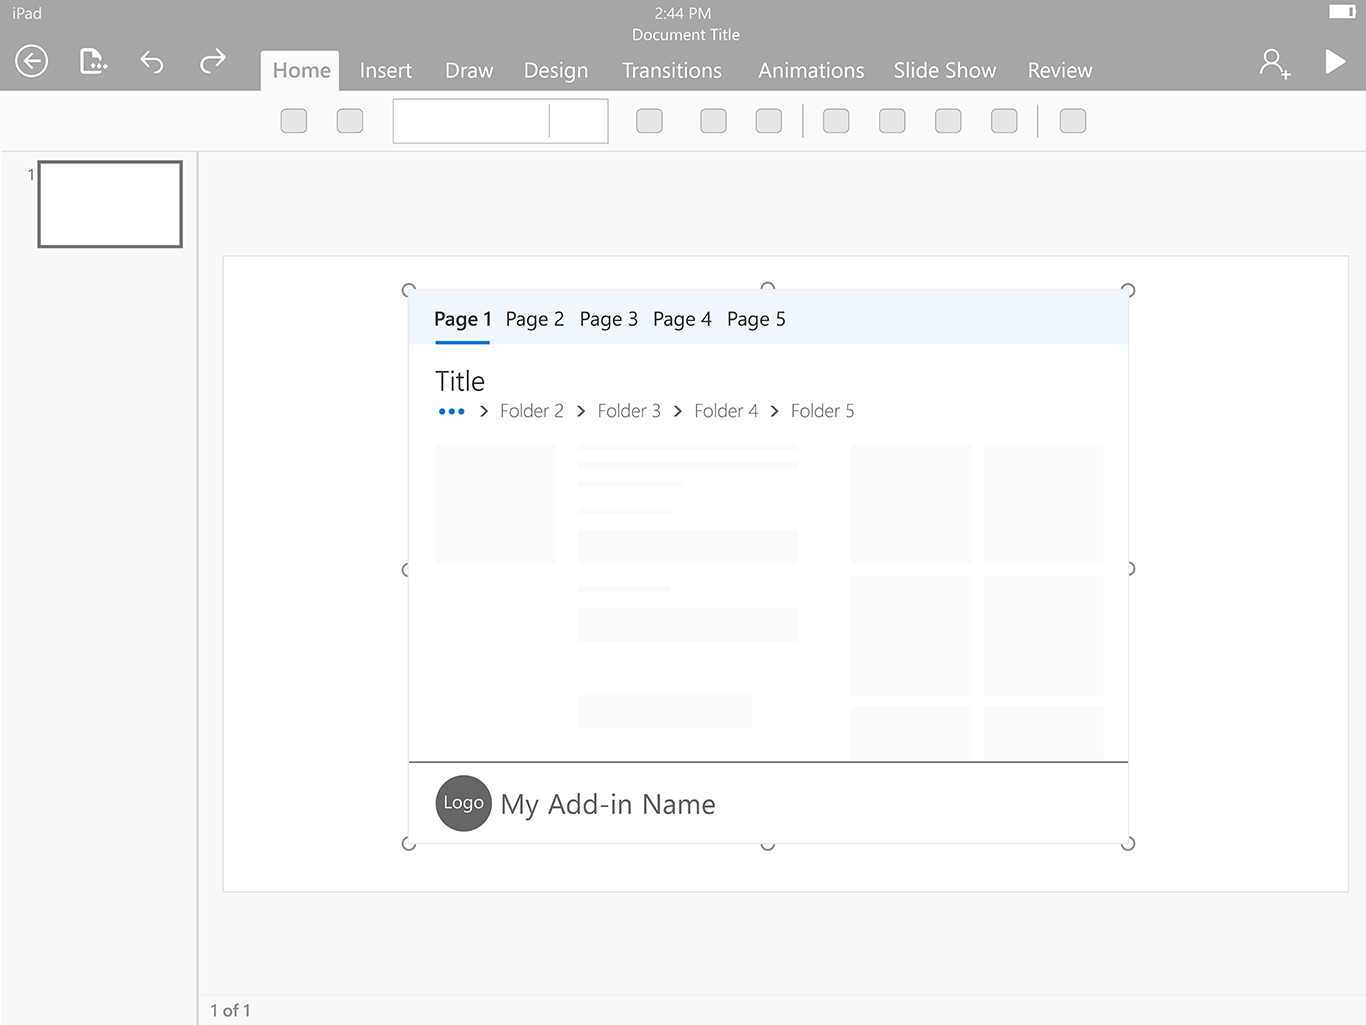 iPad
2:44 PM
Document Title
Home Insert Draw Design Transitions Animations Slide Show Review
1
Page 1 Page 2 Page 3 Page 4 Page 5
Title
••• > Folder 2 > Folder 3 > Folder 4 > Folder 5
Logo My Add-in Name
1 of 1